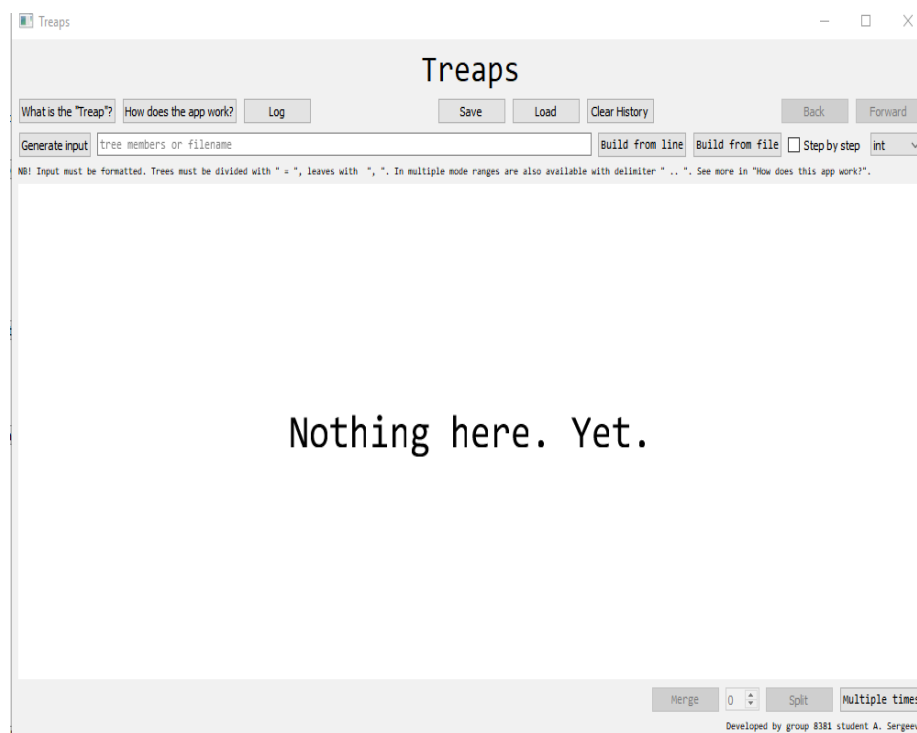 Treaps
Treaps
What is the "Treap"? How does the app work? Log Save Load Clear History Back Forward
Generate input tree members or filename Build from line Build from file Step by step int
NB! Input must be formatted. Trees must be divided with " = ", leaves with ", ". In multiple mode ranges are also available with delimiter " .. ". See more in "How does this app work?".
Nothing here. Yet.
Merge 0 Split Multiple times
Developed by group 8381 student A. Sergeev